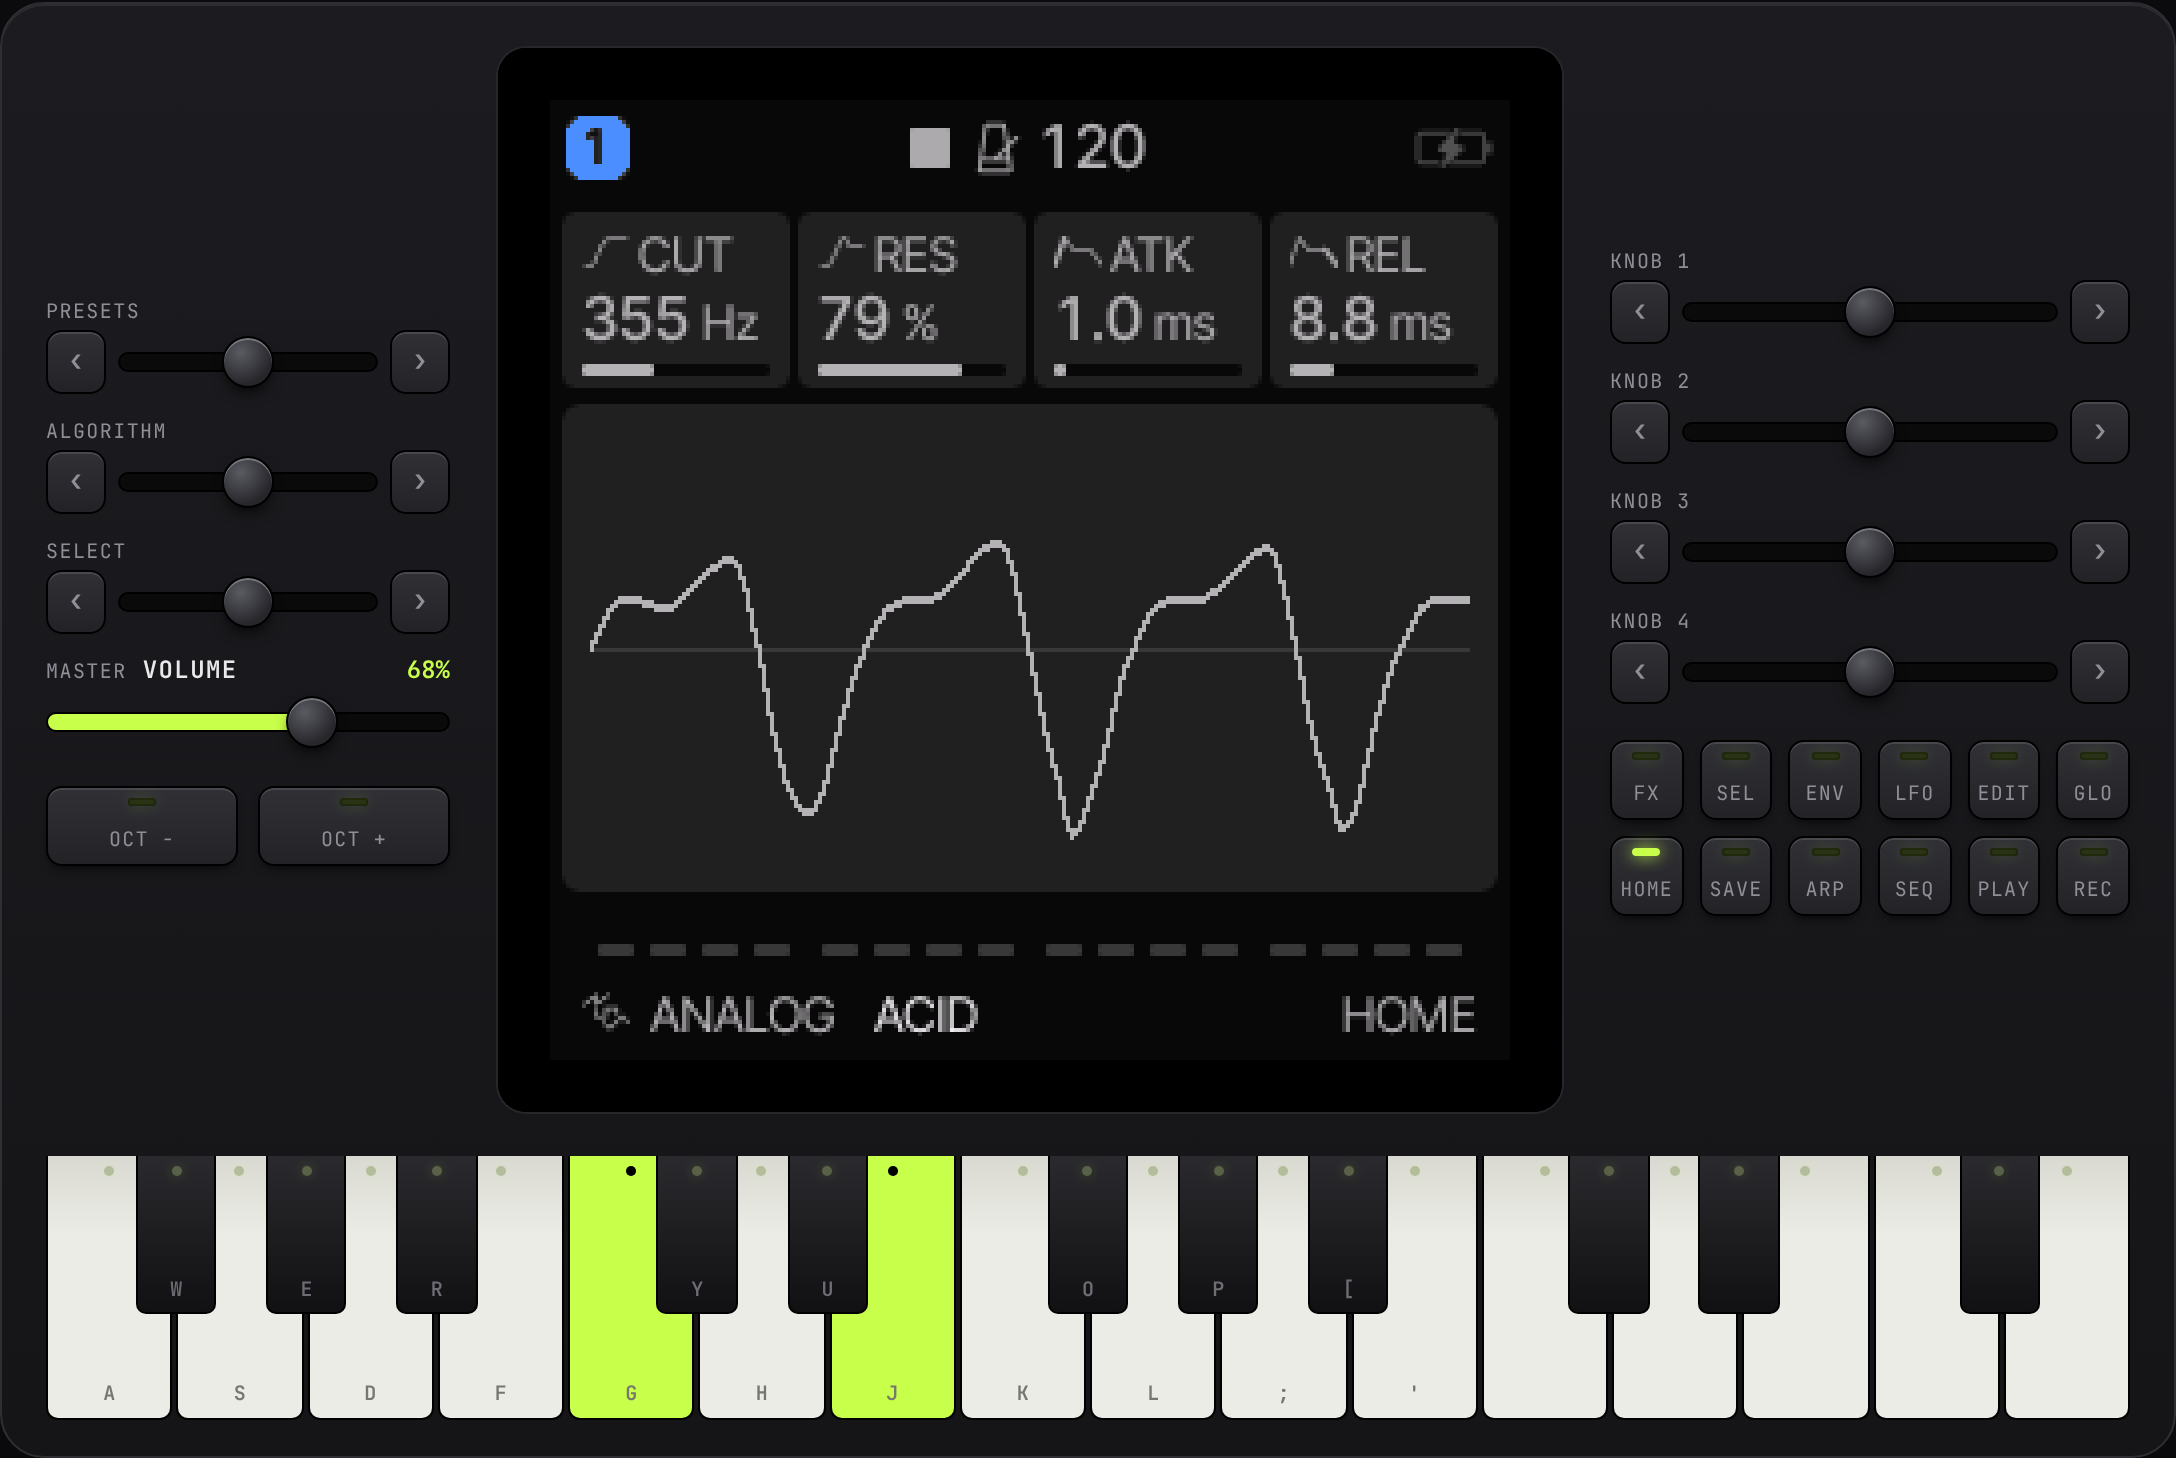 1 120
CUT RES ATK REL
355 Hz 79 % 1.0 ms 8.8 ms
ANALOG ACID HOME
PRESETS
‹ ›
ALGORITHM
‹ ›
SELECT
‹ ›
MASTER VOLUME 68%
OCT - OCT +
KNOB 1
‹ ›
KNOB 2
‹ ›
KNOB 3
‹ ›
KNOB 4
‹ ›
FX SEL ENV LFO EDIT GLO
HOME SAVE ARP SEQ PLAY REC
W E R Y U O P [
A S D F G H J K L ; '